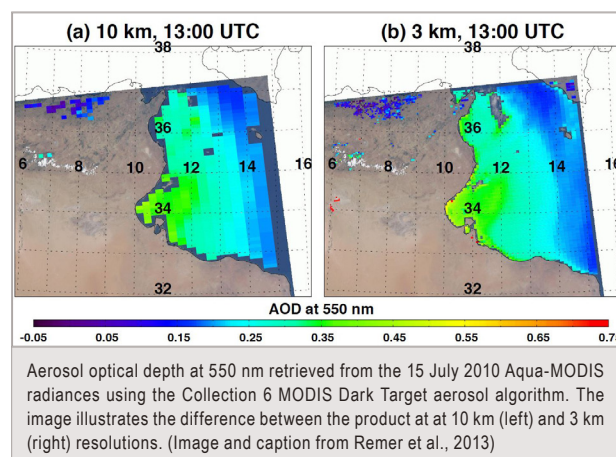 (a) 10 km, 13:00 UTC (b) 3 km, 13:00 UTC
38 38
36 36
6 8 10 12 14 16 6 8 10 12 14 16
34 34
32 32
AOD at 550 nm
-0.05 0.05 0.15 0.25 0.35 0.45 0.55 0.65 0.75
Aerosol optical depth at 550 nm retrieved from the 15 July 2010 Aqua-MODIS
radiances using the Collection 6 MODIS Dark Target aerosol algorithm. The
image illustrates the difference between the product at at 10 km (left) and 3 km
(right) resolutions. (Image and caption from Remer et al., 2013)